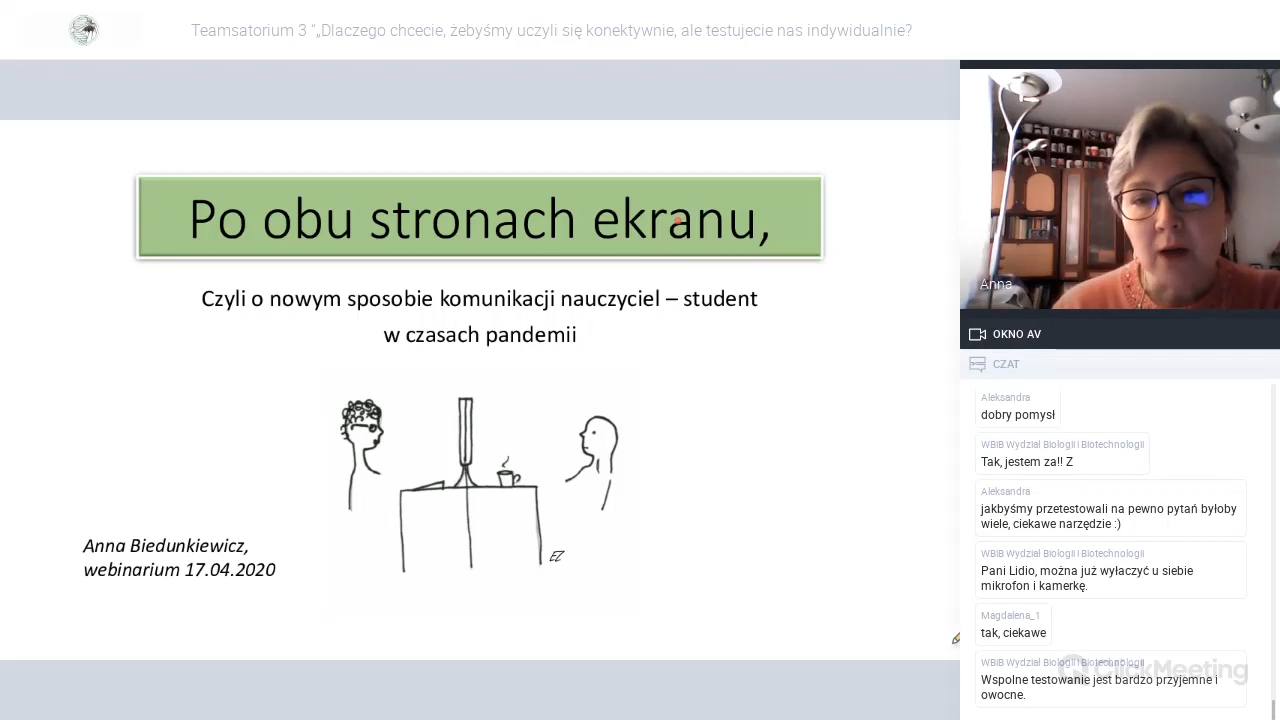 Teamsatorium 3 “„Dlaczego chcecie, żebyśmy uczyli się konektywnie, ale testujecie nas indywidualnie?
Po obu stronach ekranu,
Czyli o nowym sposobie komunikacji nauczyciel – student
w czasach pandemii
EZ
Anna Biedunkiewicz,
webinarium 17.04.2020
Anna
OKNO AV
CZAT
Aleksandra
dobry pomysł
WBiB Wydział Biologii i Biotechnologii
Tak, jestem za!! Z
Aleksandra
jakbyśmy przetestowali na pewno pytań byłoby
wiele, ciekawe narzędzie :)
WBiB Wydział Biologii i Biotechnologii
Pani Lidio, można już wyłaczyć u siebie
mikrofon i kamerkę.
Magdalena_1
tak, ciekawe
WBiB Wydział Biologii i Biotechnologii
ClickMeeting
Wspolne testowanie jest bardzo przyjemne i
owocne.